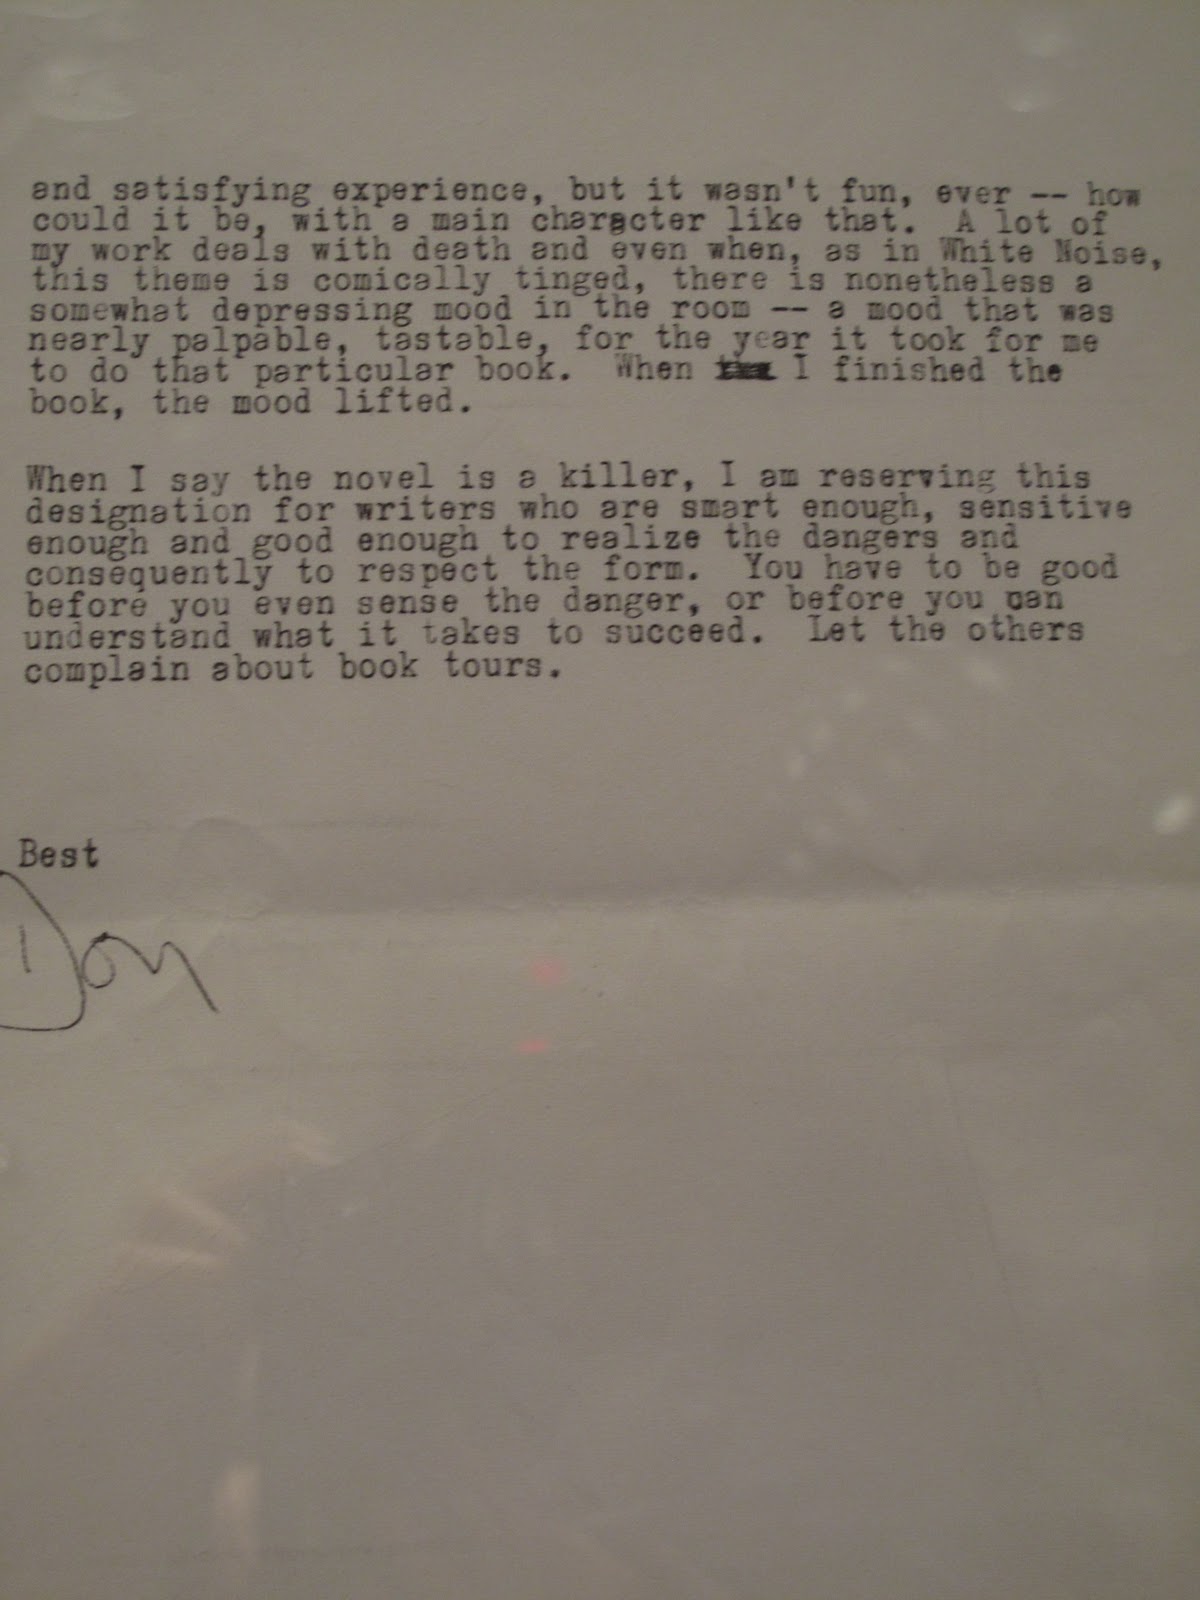 and satisfying experience, but it wasn't fun, ever -- how
could it be, with a main character like that.  A lot of
my work deals with death and even when, as in White Noise,
this theme is comically tinged, there is nonetheless a
somewhat depressing mood in the room -- a mood that was
nearly palpable, tastable, for the year it took for me
to do that particular book.  When I finished the
book, the mood lifted.

When I say the novel is a killer, I am reserving this
designation for writers who are smart enough, sensitive
enough and good enough to realize the dangers and
consequently to respect the form.  You have to be good
before you even sense the danger, or before you can
understand what it takes to succeed.  Let the others
complain about book tours.

Best
Don